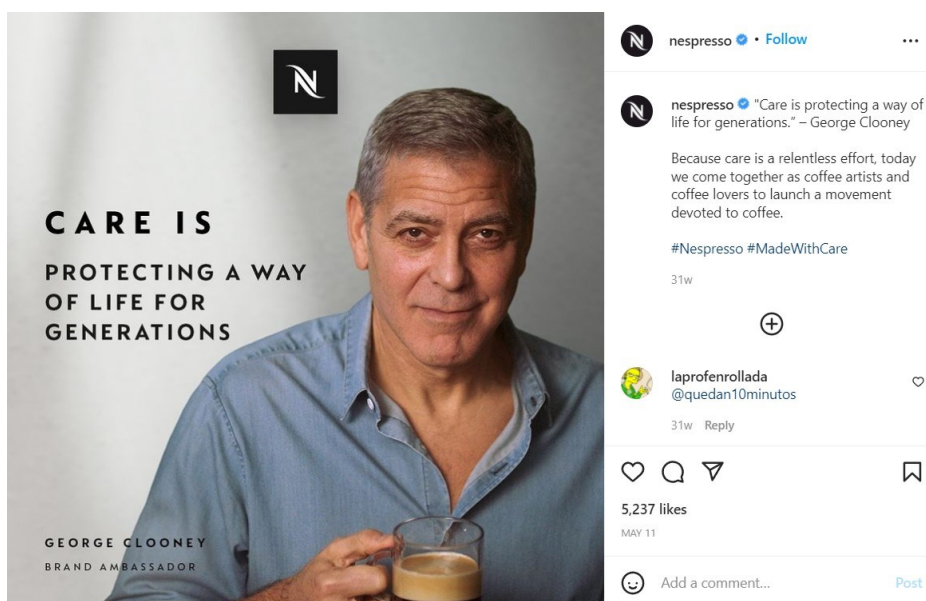 N
CARE IS
PROTECTING A WAY
OF LIFE FOR
GENERATIONS
GEORGE CLOONEY
BRAND AMBASSADOR
N
nespresso • Follow
N
nespresso "Care is protecting a way of
life for generations." – George Clooney
Because care is a relentless effort, today
we come together as coffee artists and
coffee lovers to launch a movement
devoted to coffee.
#Nespresso #MadeWithCare
31w
laprofenrollada
@quedan10minutos
31w Reply
5,237 likes
MAY 11
Add a comment... Post